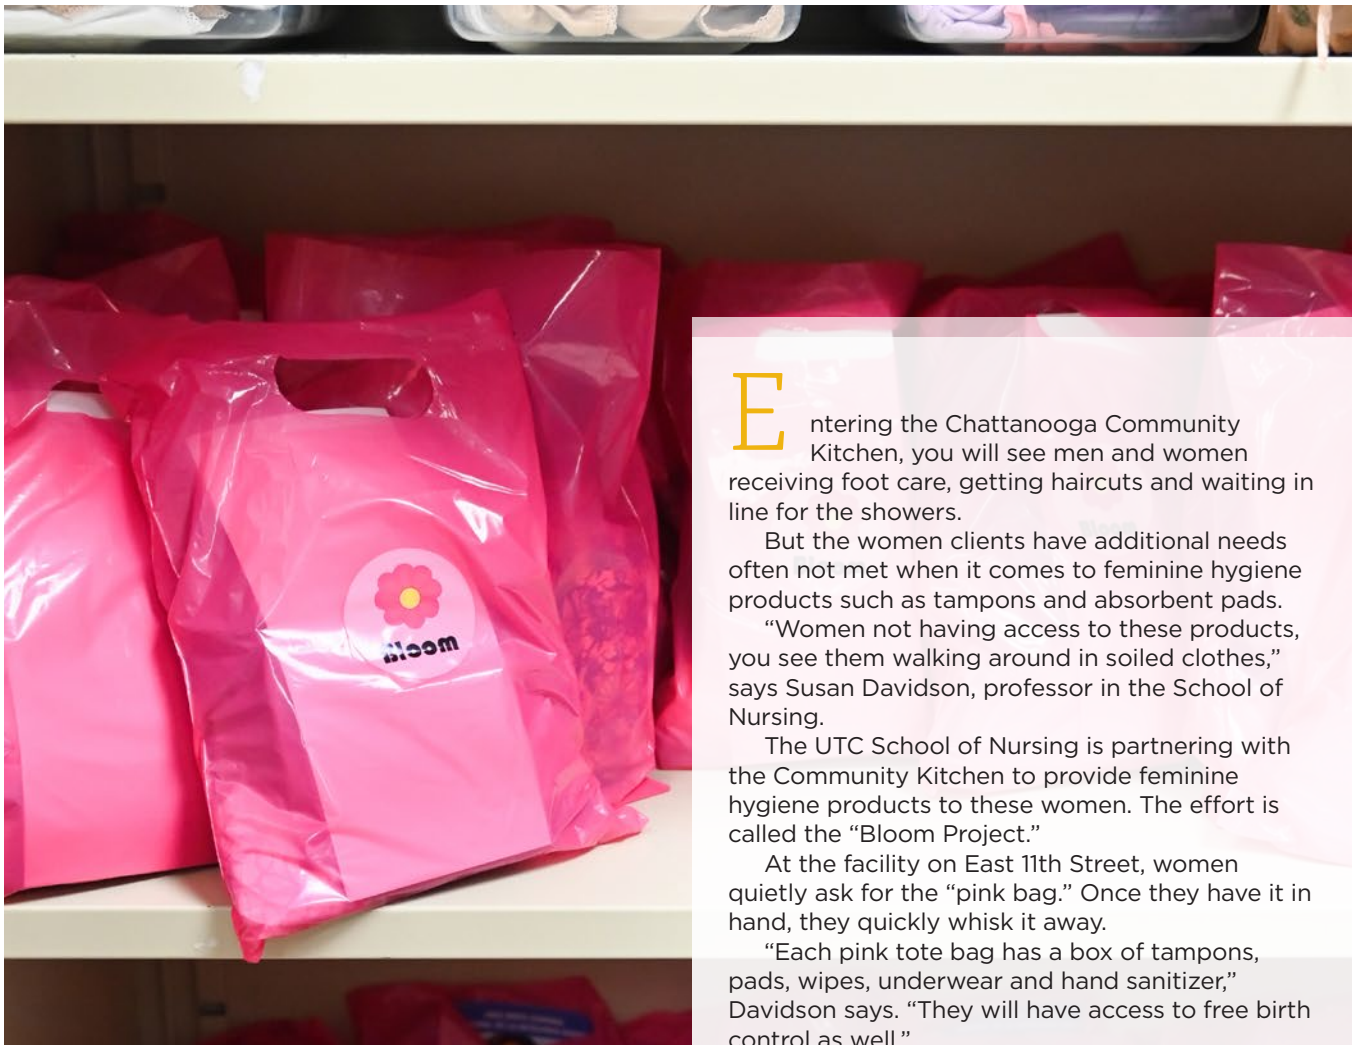 bloom
Entering the Chattanooga Community
Kitchen, you will see men and women
receiving foot care, getting haircuts and waiting in
line for the showers.
But the women clients have additional needs
often not met when it comes to feminine hygiene
products such as tampons and absorbent pads.
“Women not having access to these products,
you see them walking around in soiled clothes,”
says Susan Davidson, professor in the School of
Nursing.
The UTC School of Nursing is partnering with
the Community Kitchen to provide feminine
hygiene products to these women. The effort is
called the “Bloom Project.”
At the facility on East 11th Street, women
quietly ask for the “pink bag.” Once they have it in
hand, they quickly whisk it away.
“Each pink tote bag has a box of tampons,
pads, wipes, underwear and hand sanitizer,”
Davidson says. “They will have access to free birth
control as well.”